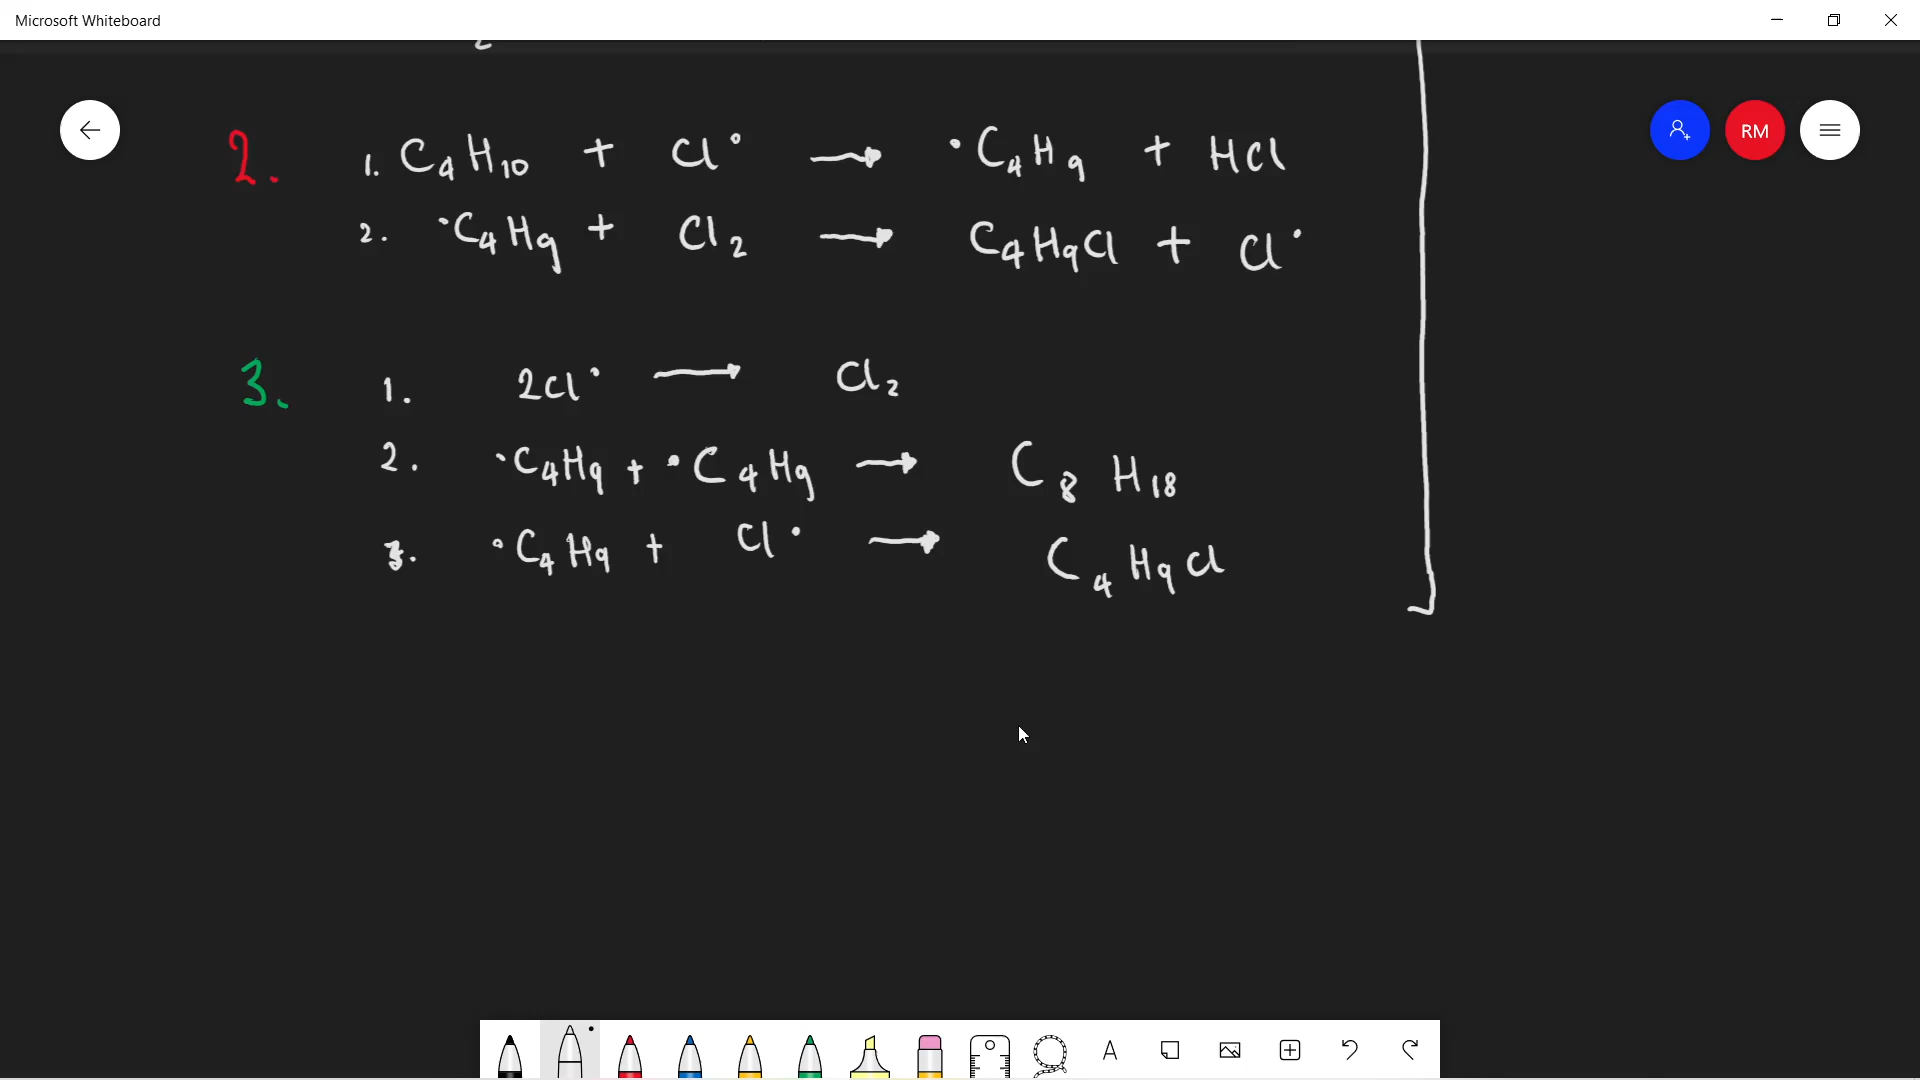 Microsoft Whiteboard
2
RM
2. 1. C₄H₁₀ + Cl• → •C₄H₉ + HCl
2. •C₄H₉ + Cl₂ → C₄H₉Cl + Cl•
3. 1. 2Cl• → Cl₂
2. •C₄H₉ + •C₄H₉ → C₈H₁₈
3. •C₄H₉ + Cl• → C₄H₉Cl
A